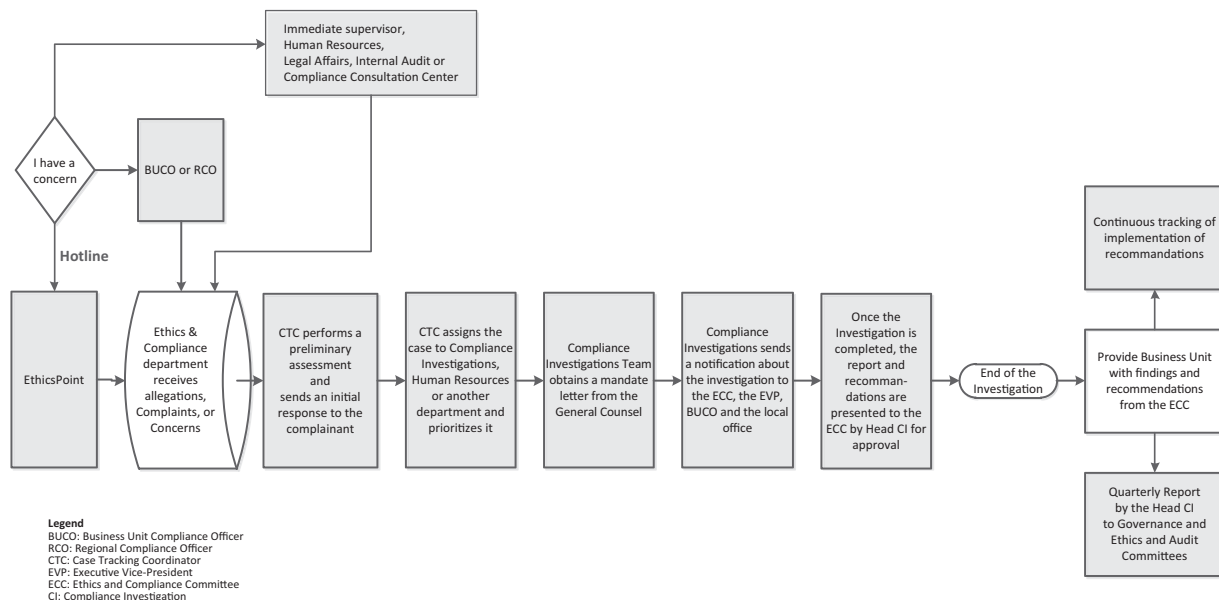 Immediate supervisor,
Human Resources,
Legal Affairs, Internal Audit or
Compliance Consultation Center
I have a
concern
BUCO or RCO
Hotline
EthicsPoint
Ethics &
Compliance
department
receives
allegations,
Complaints, or
Concerns
CTC performs a
preliminary
assessment
and
sends an initial
response to the
complainant
CTC assigns the
case to Compliance
Investigations,
Human Resources
or another
department and
prioritizes it
Compliance
Investigations Team
obtains a mandate
letter from the
General Counsel
Compliance
Investigations sends
a notification about
the investigation to
the ECC, the EVP,
BUCO and the local
office
Once the
Investigation is
completed, the
report and
recomman-
dations are
presented to the
ECC by Head CI for
approval
End of the
Investigation
Continuous tracking of
implementation of
recommandations
Provide Business Unit
with findings and
recommendations
from the ECC
Quarterly Report
by the Head CI
to Governance and
Ethics and Audit
Committees
Legend
BUCO: Business Unit Compliance Officer
RCO: Regional Compliance Officer
CTC: Case Tracking Coordinator
EVP: Executive Vice-President
ECC: Ethics and Compliance Committee
CI: Compliance Investigation